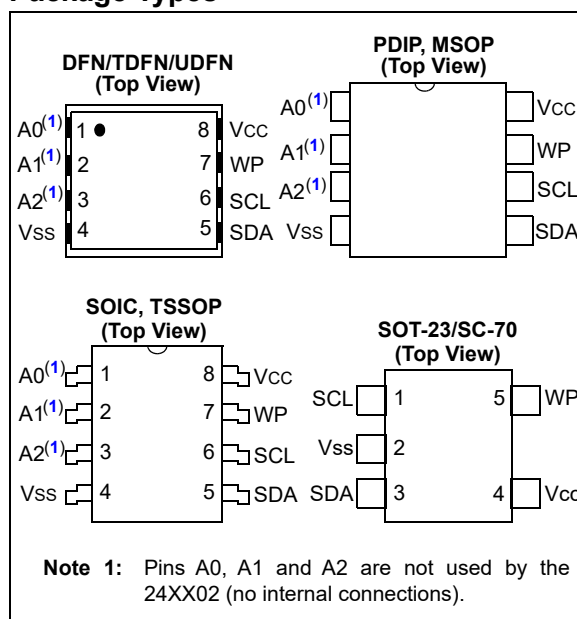 DFN/TDFN/UDFN
(Top View)
A0(1) 1 8 VCC
A1(1) 2 7 WP
A2(1) 3 6 SCL
VSS 4 5 SDA
PDIP, MSOP
(Top View)
A0(1) VCC
A1(1) WP
A2(1) SCL
VSS SDA
SOIC, TSSOP
(Top View)
A0(1) 1 8 VCC
A1(1) 2 7 WP
A2(1) 3 6 SCL
VSS 4 5 SDA
SOT-23/SC-70
(Top View)
SCL 1 5 WP
Vss 2
SDA 3 4 Vcc
Note 1: Pins A0, A1 and A2 are not used by the
24XX02 (no internal connections).